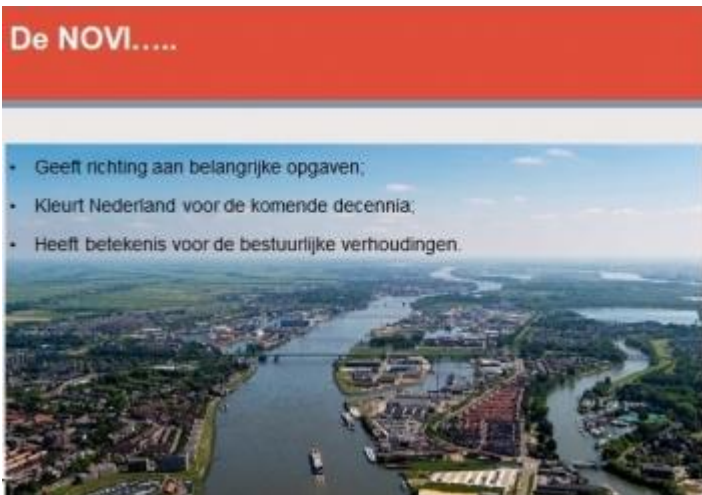 De NOVI.....
• Geeft richting aan belangrijke opgaven;
• Kleurt Nederland voor de komende decennia;
• Heeft betekenis voor de bestuurlijke verhoudingen.